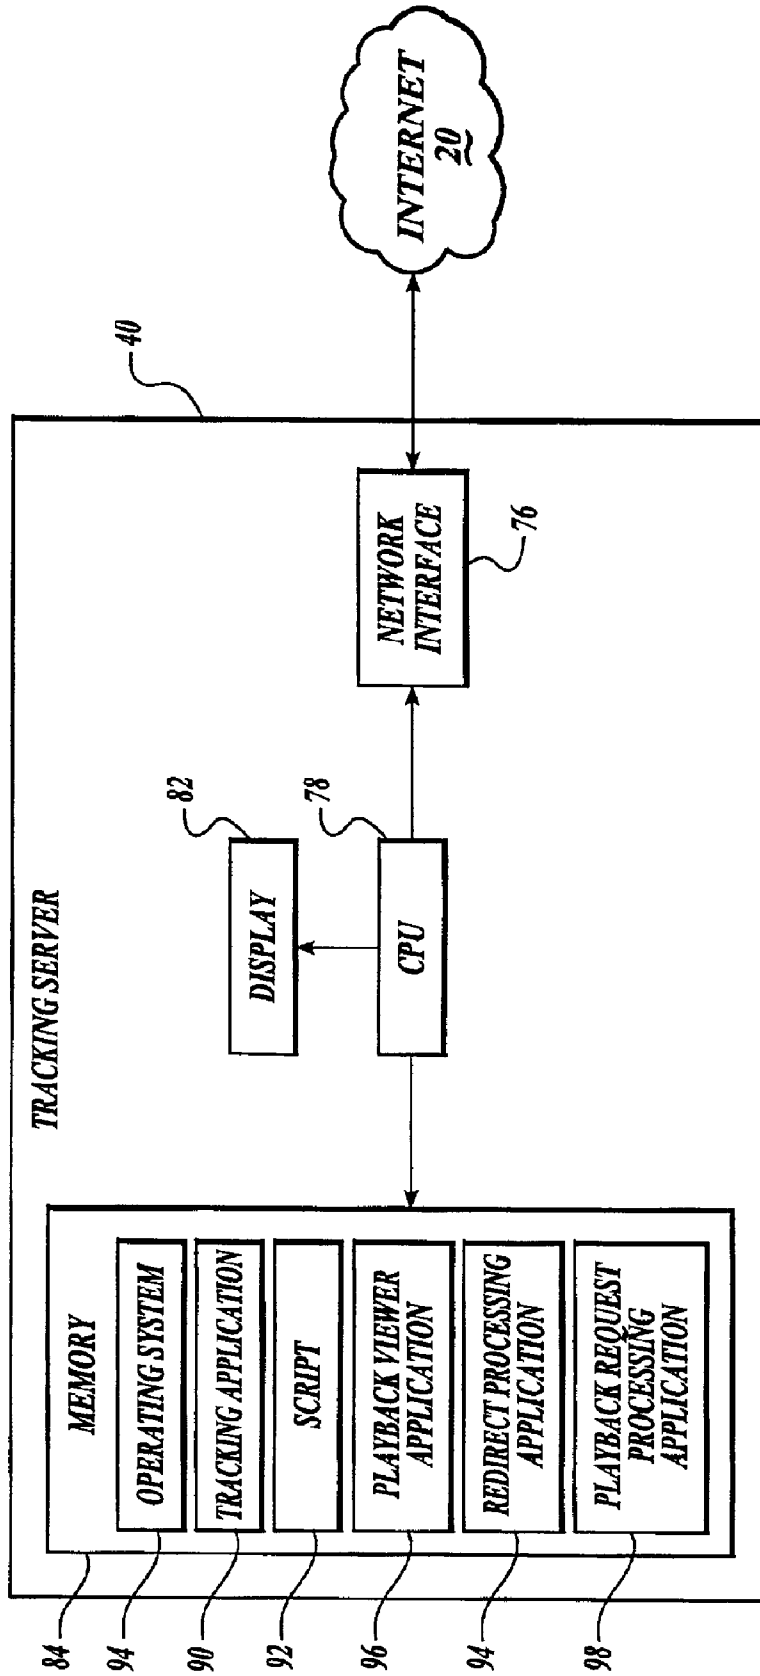 TRACKING SERVER
40
MEMORY
OPERATING SYSTEM
TRACKING APPLICATION
SCRIPT
PLAYBACK VIEWER
APPLICATION
REDIRECT PROCESSING
APPLICATION
PLAYBACK REQUEST
PROCESSING
APPLICATION
84
94
90
92
96
94
98
DISPLAY
82
CPU
78
NETWORK
INTERFACE
76
INTERNET
20